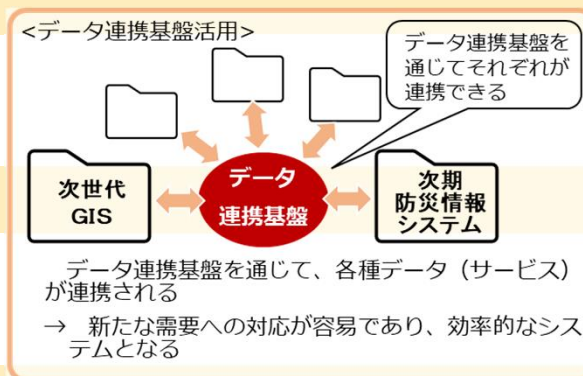 <データ連携基盤活用>
データ連携基盤を
通じてそれぞれが
連携できる
次世代
GIS
データ
連携基盤
次期
防災情報
システム
データ連携基盤を通じて、各種データ（サービス）
が連携される
→　新たな需要への対応が容易であり、効率的なシス
テムとなる